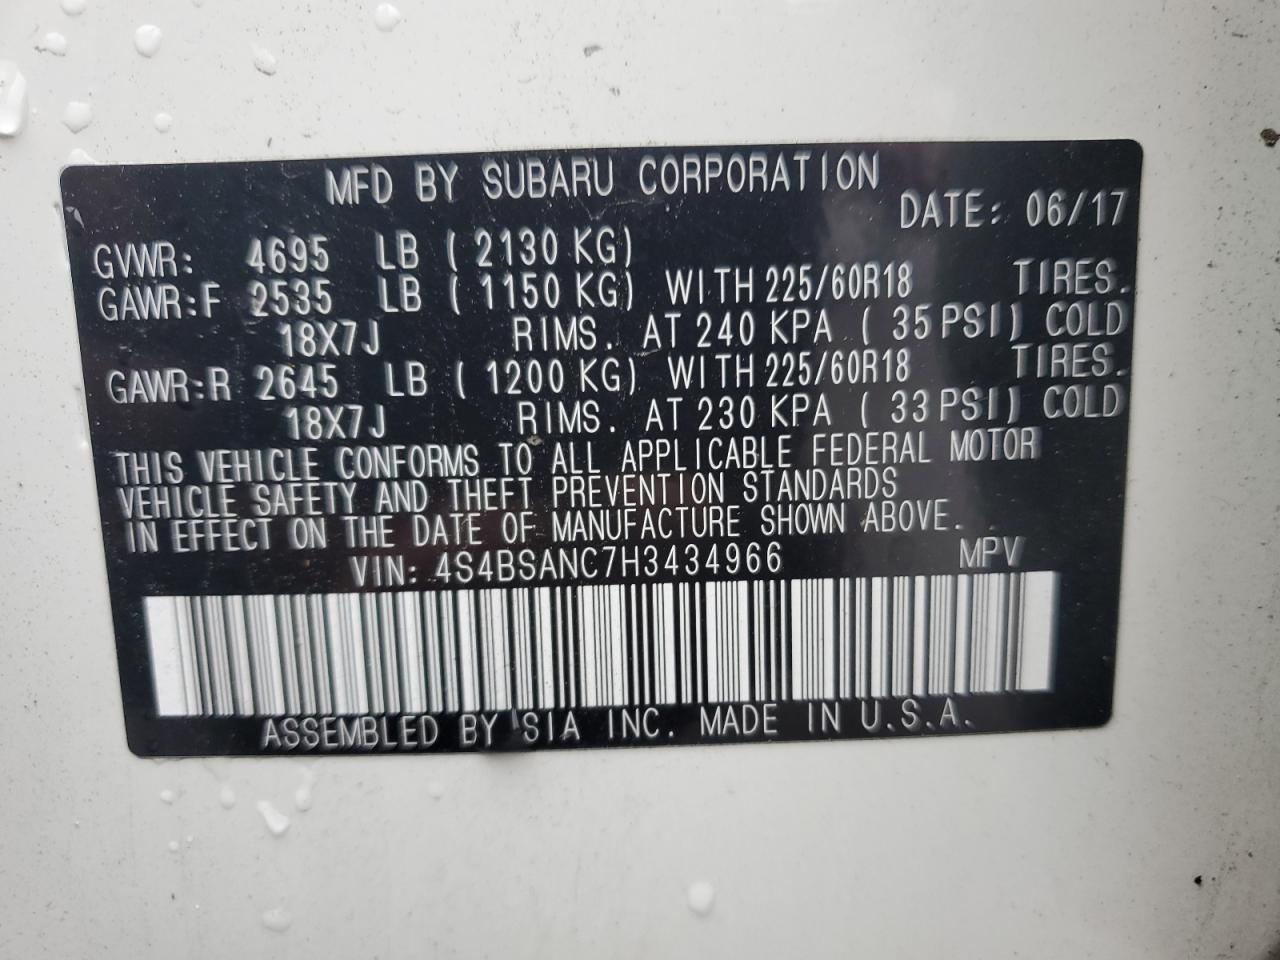 MFD BY SUBARU CORPORATION
DATE: 06/17
GVWR: 4695 LB ( 2130 KG)
GAWR:F 2535 LB ( 1150 KG) WITH 225/60R18 TIRES.
18X7J RIMS. AT 240 KPA ( 35 PSI) COLD
GAWR:R 2645 LB ( 1200 KG) WITH 225/60R18 TIRES.
18X7J RIMS. AT 230 KPA ( 33 PSI) COLD
THIS VEHICLE CONFORMS TO ALL APPLICABLE FEDERAL MOTOR
VEHICLE SAFETY AND THEFT PREVENTION STANDARDS
IN EFFECT ON THE DATE OF MANUFACTURE SHOWN ABOVE.
VIN: 4S4BSANC7H3434966 MPV
ASSEMBLED BY SIA INC. MADE IN U.S.A.